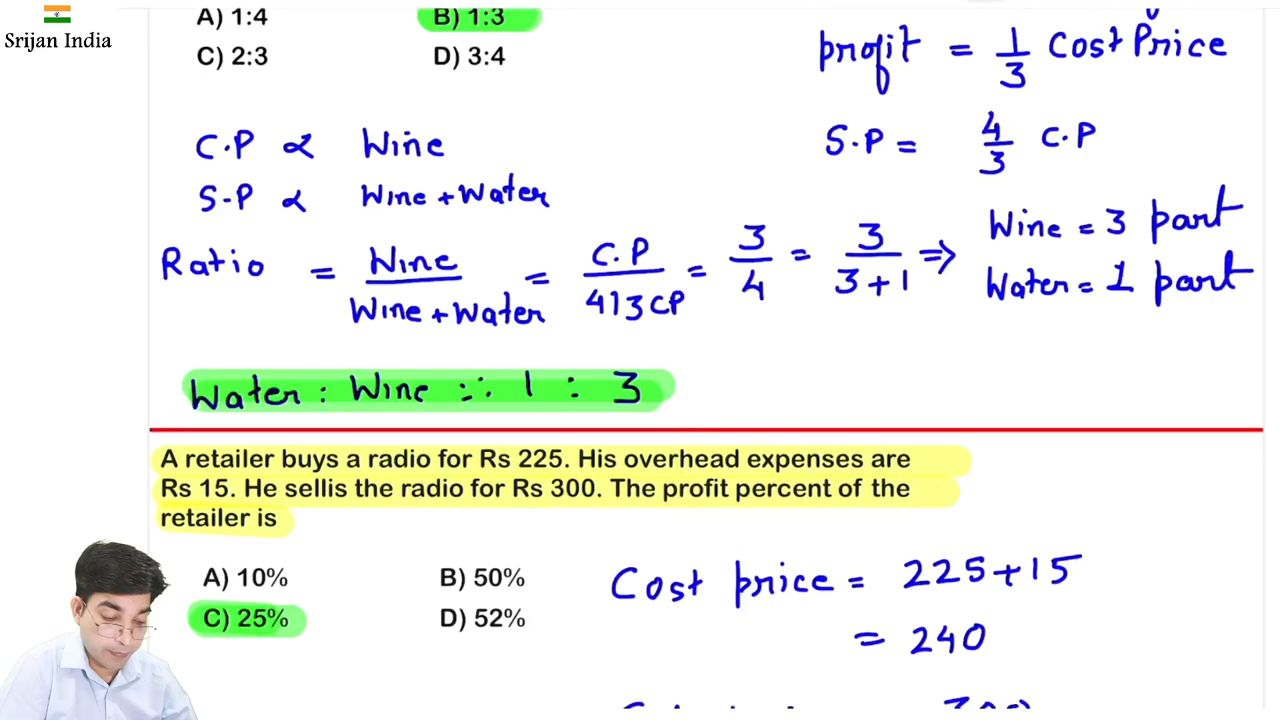 Srijan India
A) 1:4
B) 1:3
C) 2:3
D) 3:4
profit = 1/3 Cost Price
S.P = 4/3 C.P
C.P ∝ Wine
S.P ∝ Wine + Water
Ratio = Wine / Wine + Water = C.P / 413 CP = 3/4 = 3 / 3+1 ⇒
Wine = 3 part
Water = 1 part
Water : Wine :: 1 : 3
A retailer buys a radio for Rs 225. His overhead expenses are
Rs 15. He sellis the radio for Rs 300. The profit percent of the
retailer is
A) 10%
B) 50%
C) 25%
D) 52%
Cost price = 225+15
= 240